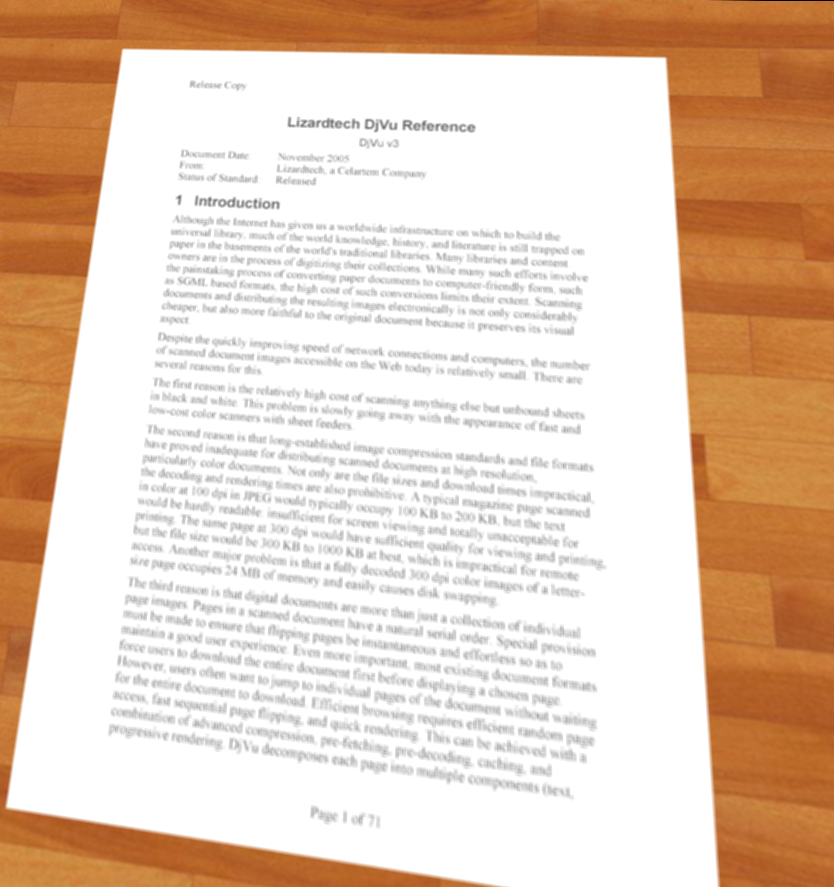 Release Copy
Lizardtech DjVu Reference
DjVu v3
Document Date: November 2005
From: Lizardtech, a Celartem Company
Status of Standard: Released
1 Introduction
Although the Internet has given us a worldwide infrastructure on which to build the
universal library, much of the world knowledge, history, and literature is still trapped on
paper in the basements of the world's traditional libraries. Many libraries and content
owners are in the process of digitizing their collections. While many such efforts involve
the painstaking process of converting paper documents to computer-friendly form, such
as SGML based formats, the high cost of such conversions limits their extent. Scanning
documents and distributing the resulting images electronically is not only considerably
cheaper, but also more faithful to the original document because it preserves its visual
aspect.
Despite the quickly improving speed of network connections and computers, the number
of scanned document images accessible on the Web today is relatively small. There are
several reasons for this.
The first reason is the relatively high cost of scanning anything else but unbound sheets
in black and white. This problem is slowly going away with the appearance of fast and
low-cost color scanners with sheet feeders.
The second reason is that long-established image compression standards and file formats
have proved inadequate for distributing scanned documents at high resolution,
particularly color documents. Not only are the file sizes and download times impractical,
the decoding and rendering times are also prohibitive. A typical magazine page scanned
in color at 100 dpi in JPEG would typically occupy 100 KB to 200 KB, but the text
would be hardly readable: insufficient for screen viewing and totally unacceptable for
printing. The same page at 300 dpi would have sufficient quality for viewing and printing,
but the file size would be 300 KB to 1000 KB at best, which is impractical for remote
access. Another major problem is that a fully decoded 300 dpi color images of a letter-
size page occupies 24 MB of memory and easily causes disk swapping.
The third reason is that digital documents are more than just a collection of individual
page images. Pages in a scanned document have a natural serial order. Special provision
must be made to ensure that flipping pages be instantaneous and effortless so as to
maintain a good user experience. Even more important, most existing document formats
force users to download the entire document first before displaying a chosen page.
However, users often want to jump to individual pages of the document without waiting
for the entire document to download. Efficient browsing requires efficient random page
access, fast sequential page flipping, and quick rendering. This can be achieved with a
combination of advanced compression, pre-fetching, pre-decoding, caching, and
progressive rendering. DjVu decomposes each page into multiple components (text,
Page 1 of 71